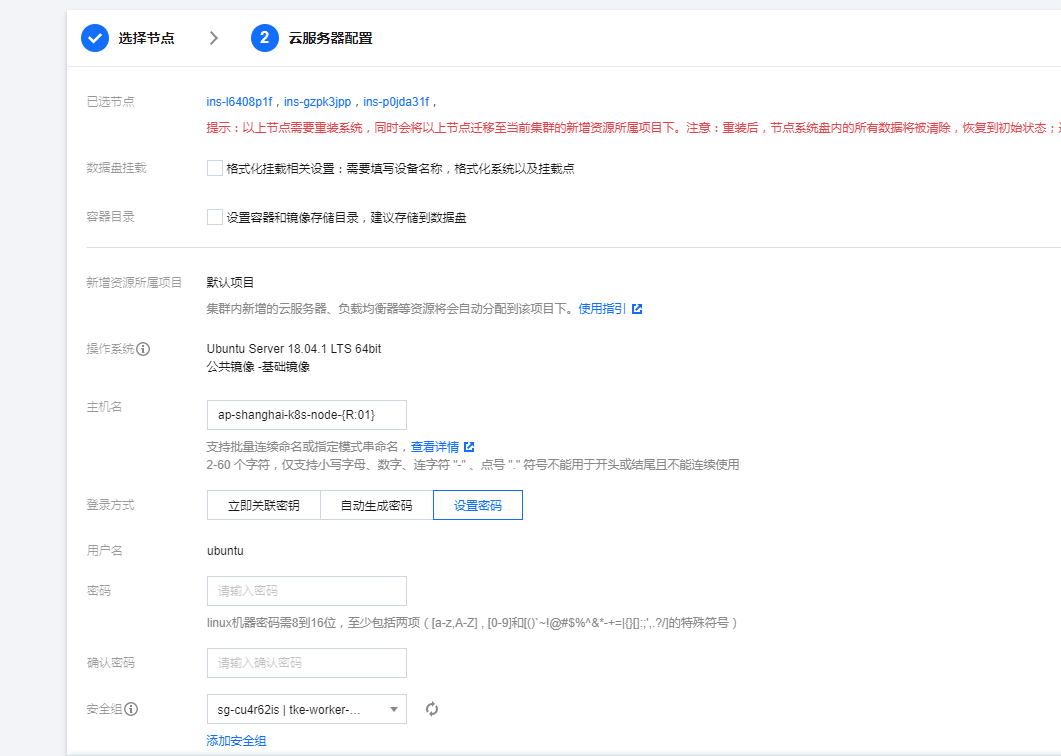 选择节点
2 云服务器配置
已选节点
ins-l6408p1f，ins-gzpk3jpp，ins-p0jda31f，
提示：以上节点需要重装系统，同时会将以上节点迁移至当前集群的新增资源所属项目下。注意：重装后，节点系统盘内的所有数据将被清除，恢复到初始状态；
数据盘挂载
格式化挂载相关设置：需要填写设备名称，格式化系统以及挂载点
容器目录
设置容器和镜像存储目录，建议存储到数据盘
新增资源所属项目
默认项目
集群内新增的云服务器、负载均衡器等资源将会自动分配到该项目下。使用指引
操作系统
Ubuntu Server 18.04.1 LTS 64bit
公共镜像 -基础镜像
主机名
ap-shanghai-k8s-node-{R:01}
支持批量连续命名或指定模式串命名，查看详情
2-60 个字符，仅支持小写字母、数字、连字符 "-" 、点号 "." 符号不能用于开头或结尾且不能连续使用
登录方式
立即关联密钥 自动生成密码 设置密码
用户名
ubuntu
密码
请输入密码
linux机器密码需8到16位，至少包括两项（[a-z,A-Z] , [0-9]和[()`~!@#$%^&*-+=|{}[]:;',.?/]的特殊符号）
确认密码
请输入确认密码
安全组
sg-cu4r62is | tke-worker-...
添加安全组